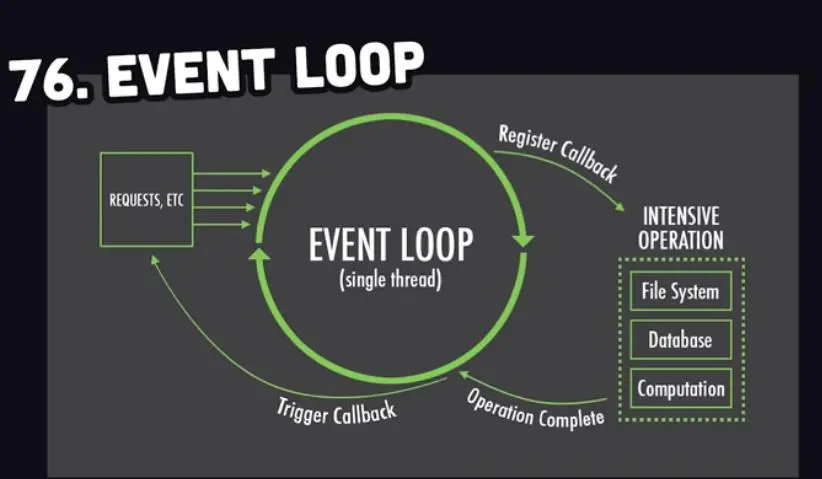 76. EVENT LOOP
REQUESTS, ETC
EVENT LOOP
(single thread)
Register Callback
INTENSIVE
OPERATION
File System
Database
Computation
Operation Complete
Trigger Callback